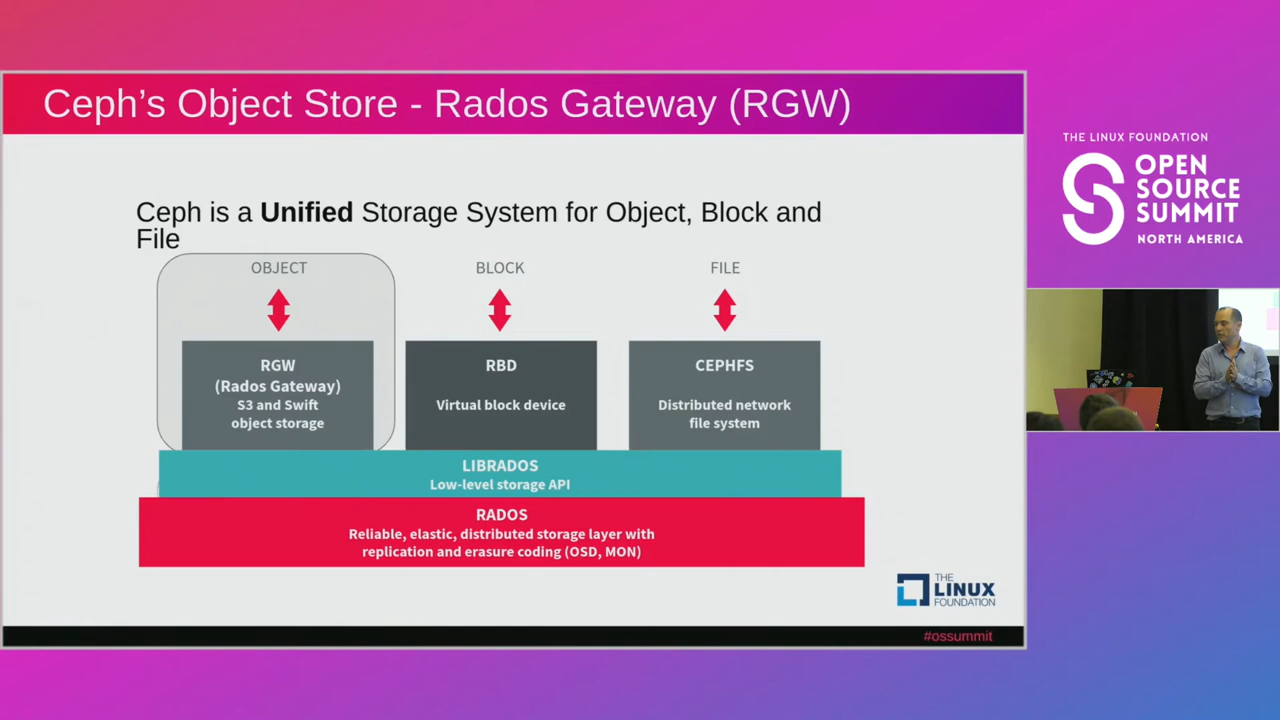 Ceph's Object Store - Rados Gateway (RGW)
Ceph is a Unified Storage System for Object, Block and
File
OBJECT
BLOCK
FILE
RGW
(Rados Gateway)
S3 and Swift
object storage
RBD
Virtual block device
CEPHFS
Distributed network
file system
LIBRADOS
Low-level storage API
RADOS
Reliable, elastic, distributed storage layer with
replication and erasure coding (OSD, MON)
THE
LINUX
FOUNDATION
#ossummit
THE LINUX FOUNDATION
OPEN
SOURCE
SUMMIT
NORTH AMERICA